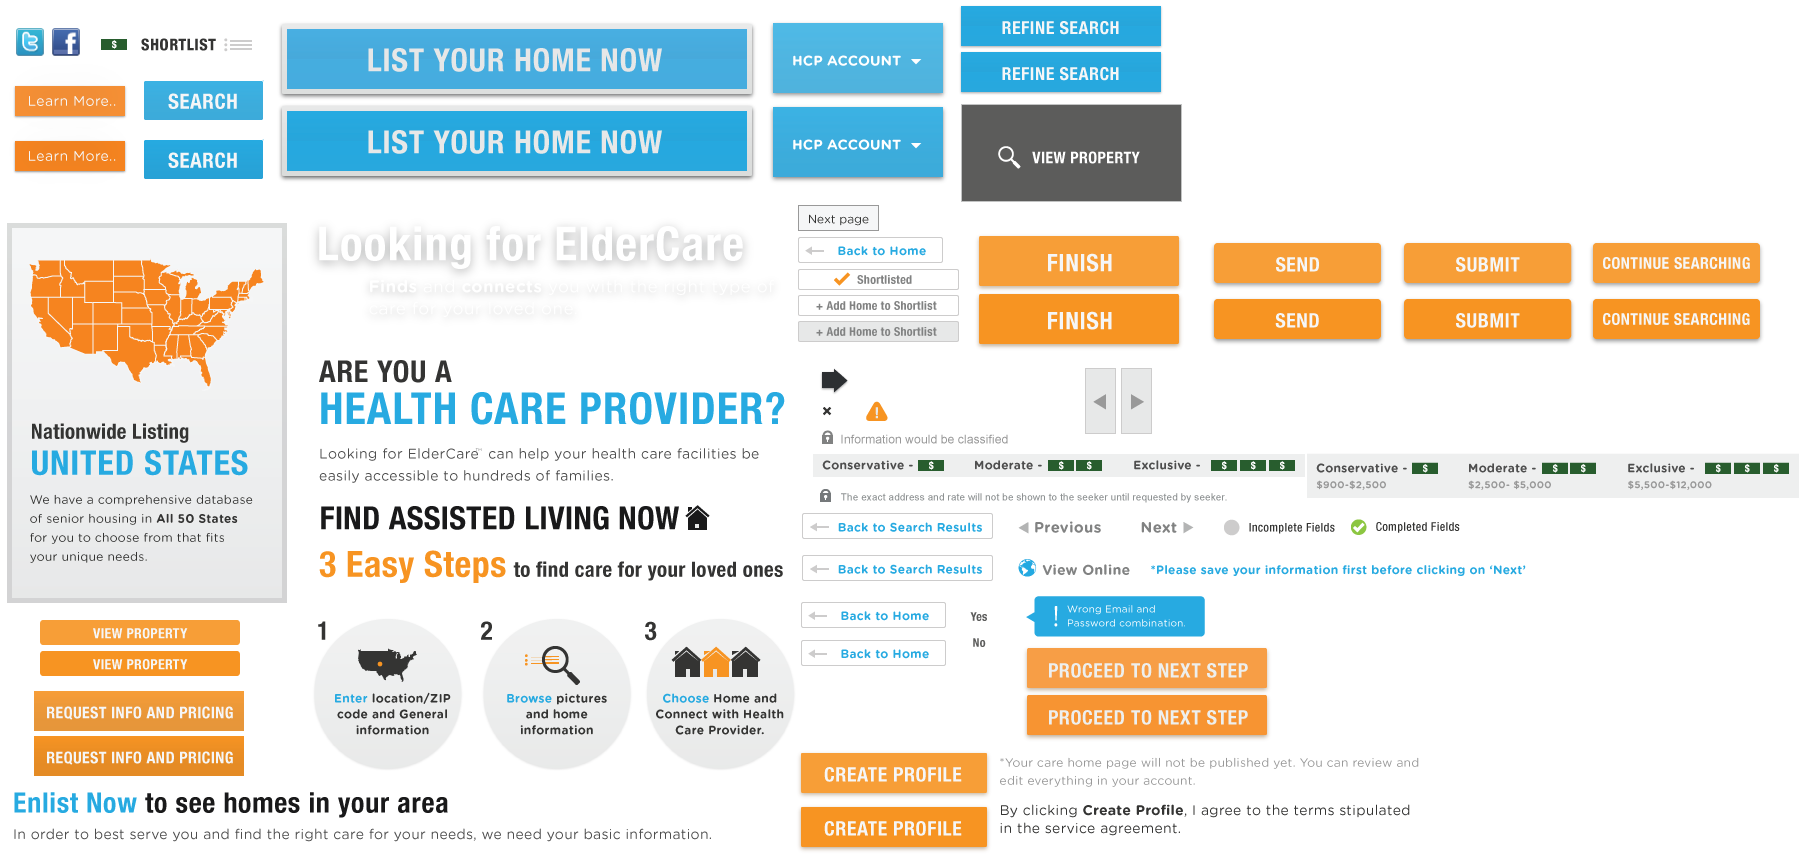 SHORTLIST
Learn More..
SEARCH
Learn More..
SEARCH
LIST YOUR HOME NOW
LIST YOUR HOME NOW
HCP ACCOUNT
HCP ACCOUNT
REFINE SEARCH
REFINE SEARCH
VIEW PROPERTY
Nationwide Listing
UNITED STATES
We have a comprehensive database
of senior housing in All 50 States
for you to choose from that fits
your unique needs.
VIEW PROPERTY
VIEW PROPERTY
REQUEST INFO AND PRICING
REQUEST INFO AND PRICING
Looking for ElderCare
Finds and connects you with the right type of
care for your loved one.
ARE YOU A
HEALTH CARE PROVIDER?
Looking for ElderCare™ can help your health care facilities be
easily accessible to hundreds of families.
FIND ASSISTED LIVING NOW
3 Easy Steps to find care for your loved ones
1
Enter location/ZIP
code and General
information
2
Browse pictures
and home
information
3
Choose Home and
Connect with Health
Care Provider.
Enlist Now to see homes in your area
In order to best serve you and find the right care for your needs, we need your basic information.
Next page
Back to Home
Shortlisted
+ Add Home to Shortlist
+ Add Home to Shortlist
FINISH
FINISH
SEND
SEND
SUBMIT
SUBMIT
CONTINUE SEARCHING
CONTINUE SEARCHING
Information would be classified
Conservative - $ Moderate - $ $ Exclusive - $ $ $
Conservative - $ Moderate - $ $ Exclusive - $ $ $
$900-$2,500 $2,500- $5,000 $5,500-$12,000
The exact address and rate will not be shown to the seeker until requested by seeker.
Back to Search Results
Previous Next
Incomplete Fields
Completed Fields
Back to Search Results
View Online
*Please save your information first before clicking on ‘Next’
Back to Home
Yes
Wrong Email and
Password combination.
No
Back to Home
PROCEED TO NEXT STEP
PROCEED TO NEXT STEP
CREATE PROFILE
CREATE PROFILE
*Your care home page will not be published yet. You can review and
edit everything in your account.
By clicking Create Profile, I agree to the terms stipulated
in the service agreement.